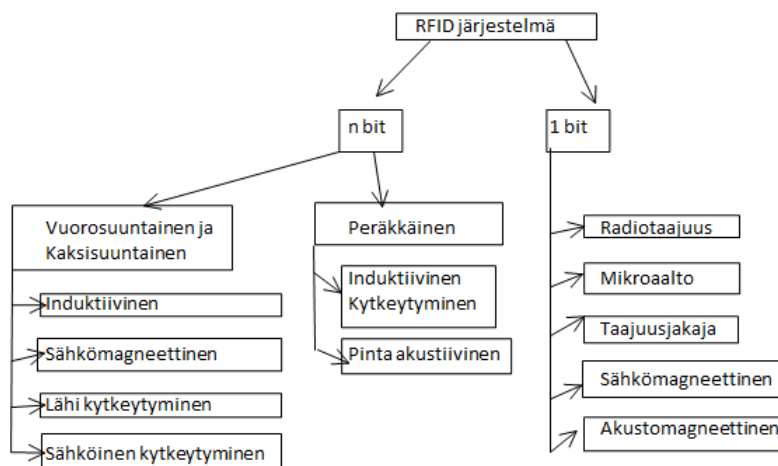 RFID järjestelmä
n bit
1 bit
Vuorosuuntainen ja
Kaksisuuntainen
Induktiivinen
Sähkömagneettinen
Lähi kytkeytyminen
Sähköinen kytkeytyminen
Peräkkäinen
Induktiivinen
Kytkeytyminen
Pinta akustiivinen
Radiotaajuus
Mikroaalto
Taajuusjakaja
Sähkömagneettinen
Akustomagneettinen